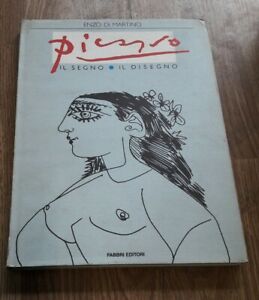 ENZO DI MARTINO
Picasso
IL SEGNO • IL DISEGNO
FABBRI EDITORI